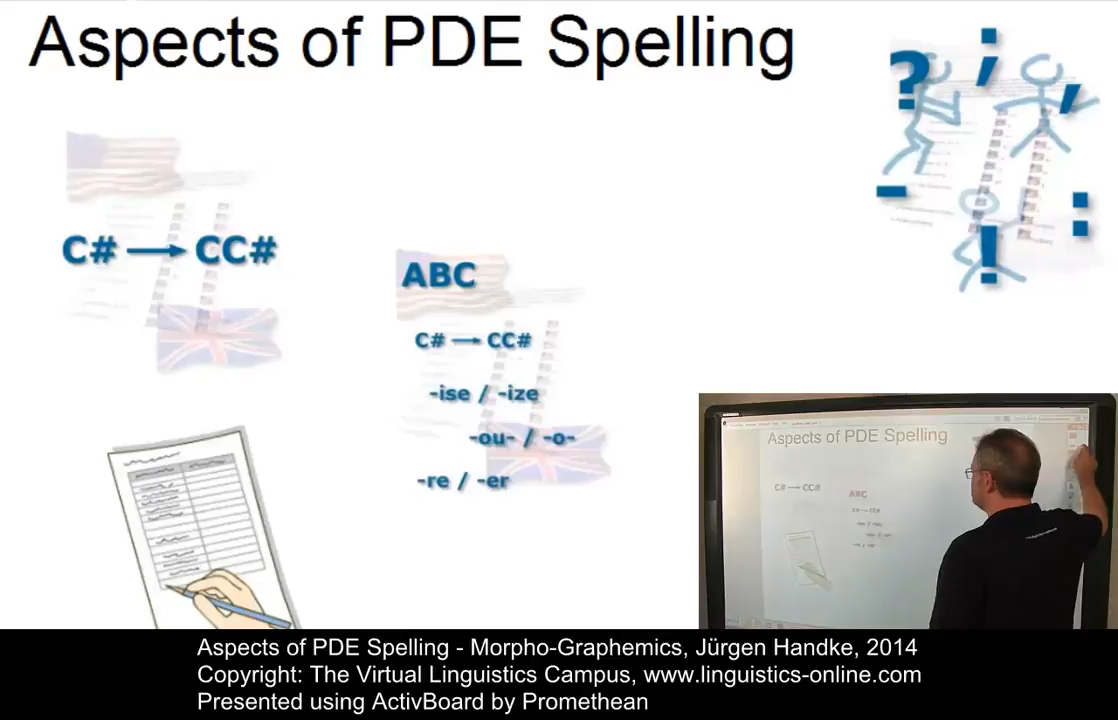 Aspects of PDE Spelling
? ; ,
- :
!
C# → CC#
ABC
C# → CC#
-ise / -ize
-ou- / -o-
-re / -er
Aspects of PDE Spelling
C# → CC#
ABC
Aspects of PDE Spelling - Morpho-Graphemics, Jürgen Handke, 2014
Copyright: The Virtual Linguistics Campus, www.linguistics-online.com
Presented using ActivBoard by Promethean